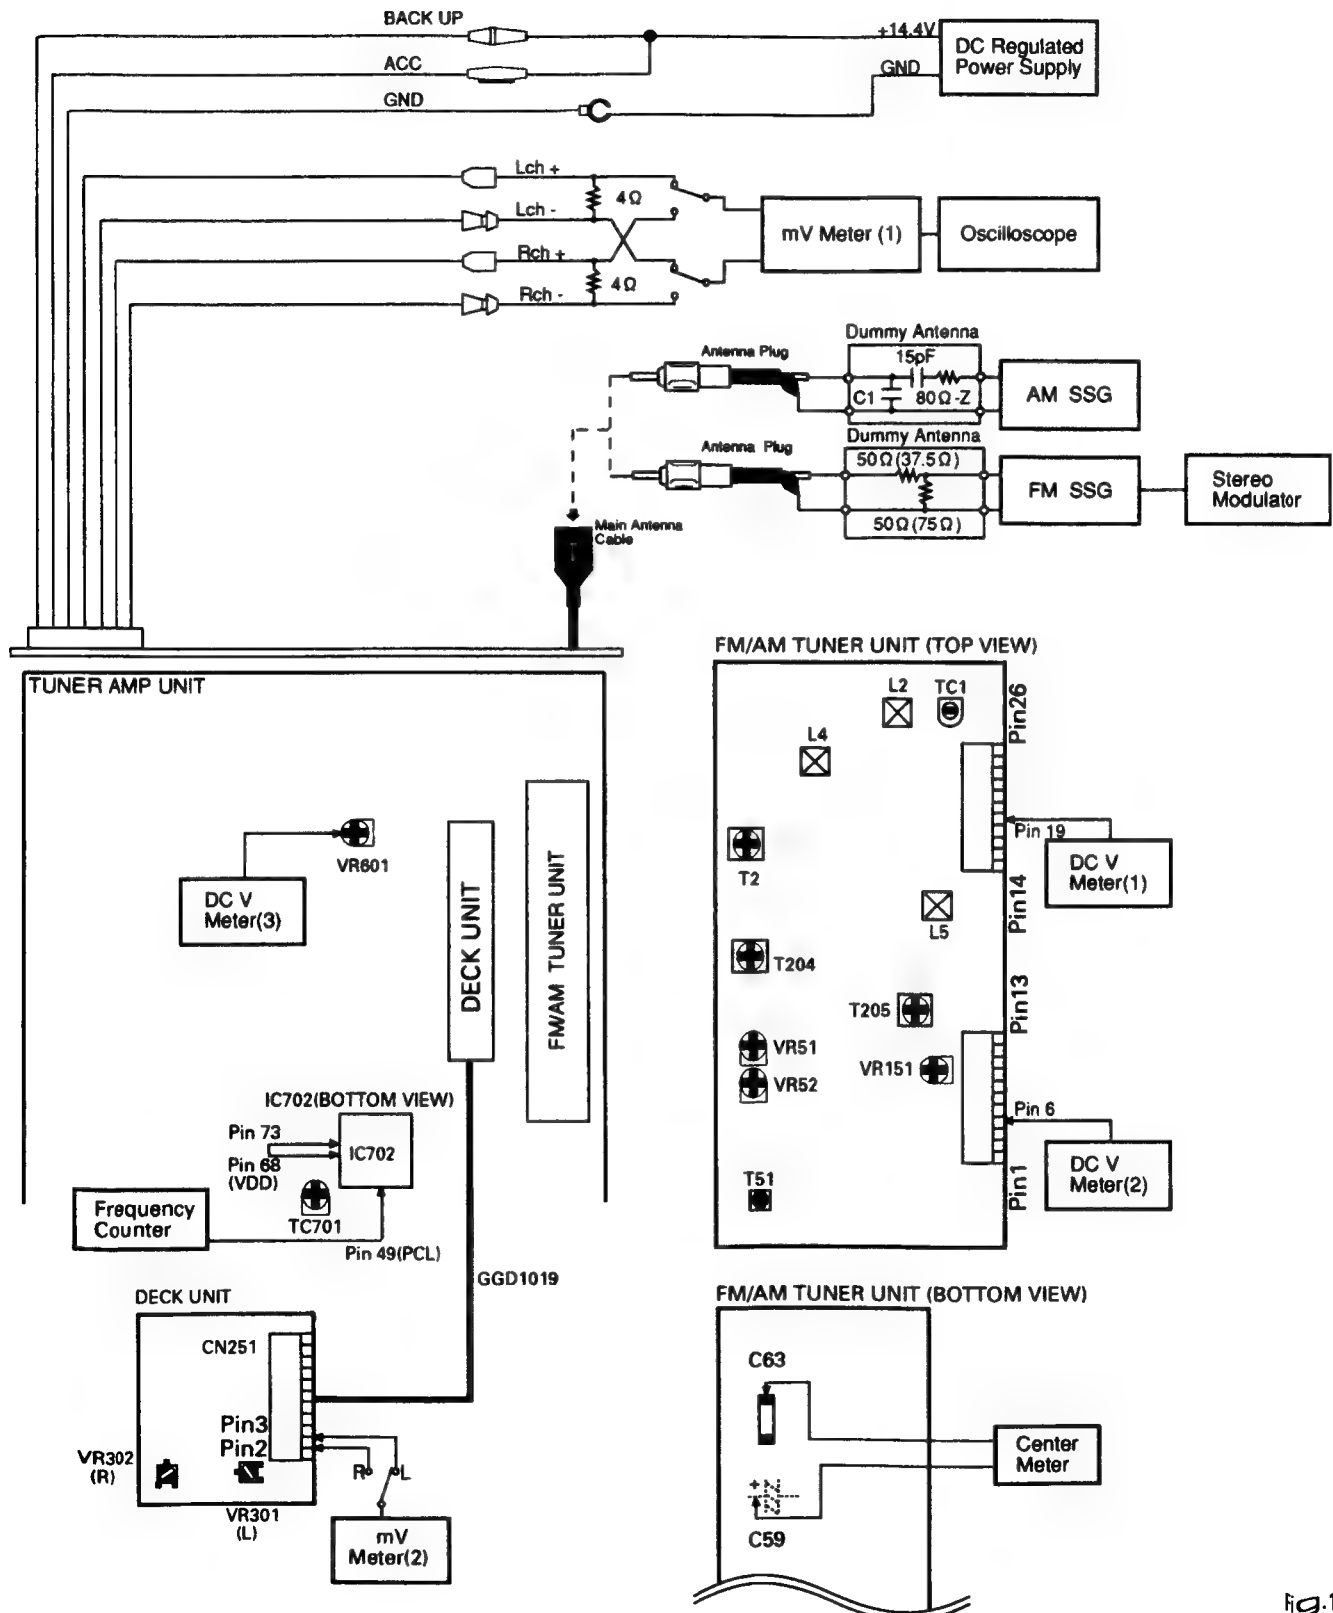 BACK UP
+14.4V
DC Regulated
Power Supply
ACC
GND
GND
Lch +
4Ω
Lch -
mV Meter (1)
Oscilloscope
Rch +
4Ω
Rch -
Dummy Antenna
Antenna Plug
15pF
C1
80Ω-Z
AM SSG
Dummy Antenna
Antenna Plug
50Ω(37.5Ω)
FM SSG
Stereo
Modulator
50Ω(75Ω)
Main Antenna
Cable
TUNER AMP UNIT
VR601
DC V
Meter(3)
DECK UNIT
FM/AM TUNER UNIT
IC702(BOTTOM VIEW)
Pin 73
IC702
Pin 68
(VDD)
TC701
Frequency
Counter
Pin 49(PCL)
GGD1019
DECK UNIT
CN251
Pin3
Pin2
VR302
(R)
R
L
VR301
(L)
mV
Meter(2)
FM/AM TUNER UNIT (TOP VIEW)
L2
TC1
Pin26
L4
Pin 19
DC V
Meter(1)
T2
Pin14
L5
T204
Pin13
T205
VR51
VR151
VR52
Pin 6
DC V
Meter(2)
T51
Pin1
FM/AM TUNER UNIT (BOTTOM VIEW)
C63
Center
Meter
+
C59
Fig.1